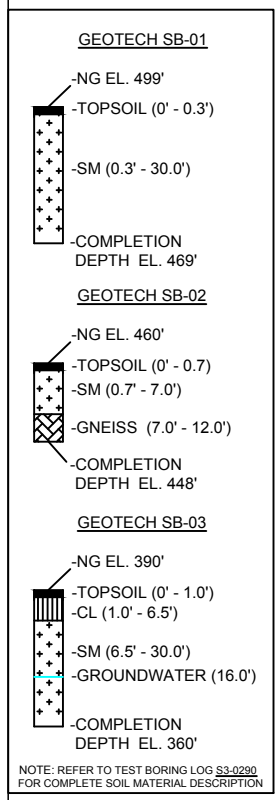 GEOTECH SB-01
-NG EL. 499'
-TOPSOIL (0' - 0.3')
-SM (0.3' - 30.0')
-COMPLETION
DEPTH EL. 469'
GEOTECH SB-02
-NG EL. 460'
-TOPSOIL (0' - 0.7)
-SM (0.7' - 7.0')
-GNEISS (7.0' - 12.0')
-COMPLETION
DEPTH EL. 448'
GEOTECH SB-03
-NG EL. 390'
-TOPSOIL (0' - 1.0')
-CL (1.0' - 6.5')
-SM (6.5' - 30.0')
-GROUNDWATER (16.0')
-COMPLETION
DEPTH EL. 360'
NOTE: REFER TO TEST BORING LOG S3-0290
FOR COMPLETE SOIL MATERIAL DESCRIPTION